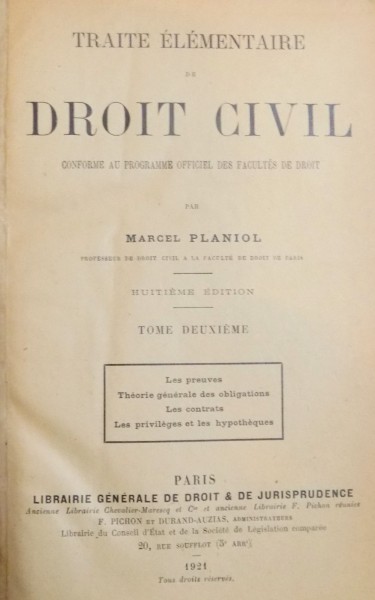 TRAITE ÉLÉMENTAIRE
DE
DROIT CIVIL
CONFORME AU PROGRAMME OFFICIEL DES FACULTÉS DE DROIT
PAR
MARCEL PLANIOL
PROFESSEUR DE DROIT CIVIL A LA FACULTÉ DE DROIT DE PARIS
HUITIÈME ÉDITION
TOME DEUXIÈME
Les preuves
Théorie générale des obligations
Les contrats
Les privilèges et les hypothèques
PARIS
LIBRAIRIE GÉNÉRALE DE DROIT & DE JURISPRUDENCE
Ancienne Librairie Chevalier-Marescq et Cie et ancienne Librairie F. Pichon réunies
F. PICHON ET DURAND-AUZIAS, ADMINISTRATEURS
Librairie du Conseil d'État et de la Société de Législation comparée
20, RUE SOUFFLOT (5e ARRt)
1921
Tous droits réservés.